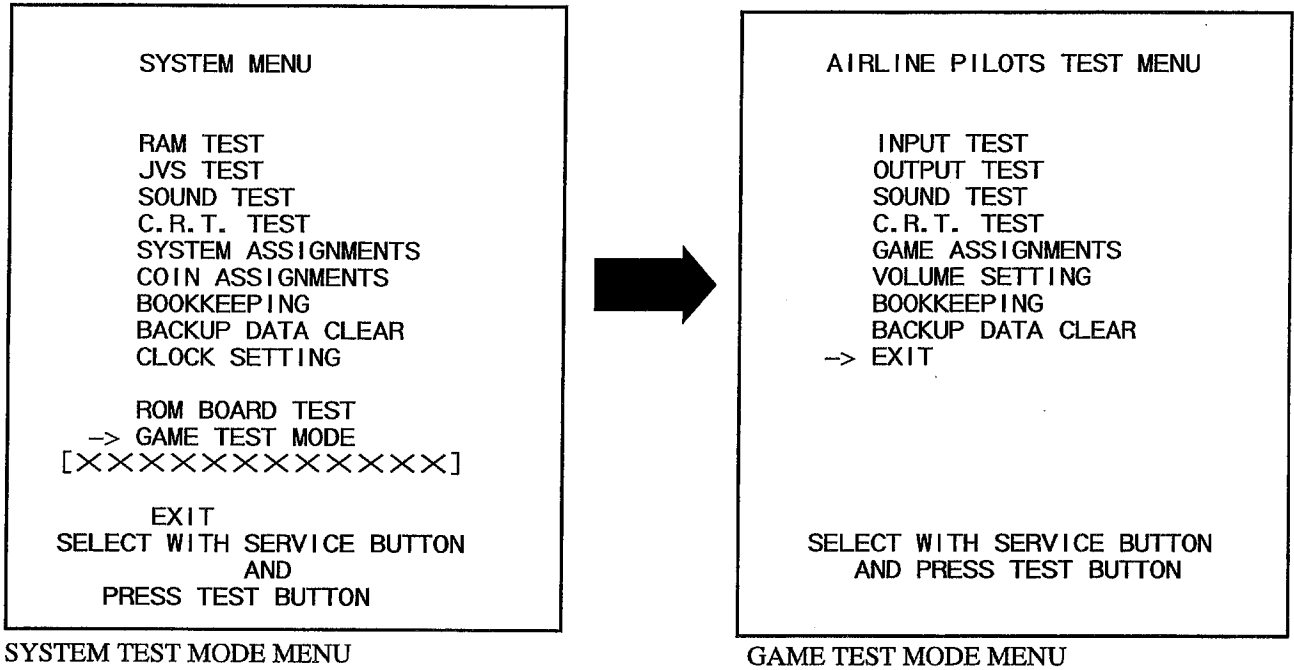 SYSTEM MENU
RAM TEST
JVS TEST
SOUND TEST
C.R.T. TEST
SYSTEM ASSIGNMENTS
COIN ASSIGNMENTS
BOOKKEEPING
BACKUP DATA CLEAR
CLOCK SETTING
ROM BOARD TEST
-> GAME TEST MODE
[XXXXXXXXXXXXX]
EXIT
SELECT WITH SERVICE BUTTON
AND
PRESS TEST BUTTON
SYSTEM TEST MODE MENU
AIRLINE PILOTS TEST MENU
INPUT TEST
OUTPUT TEST
SOUND TEST
C.R.T. TEST
GAME ASSIGNMENTS
VOLUME SETTING
BOOKKEEPING
BACKUP DATA CLEAR
-> EXIT
SELECT WITH SERVICE BUTTON
AND PRESS TEST BUTTON
GAME TEST MODE MENU